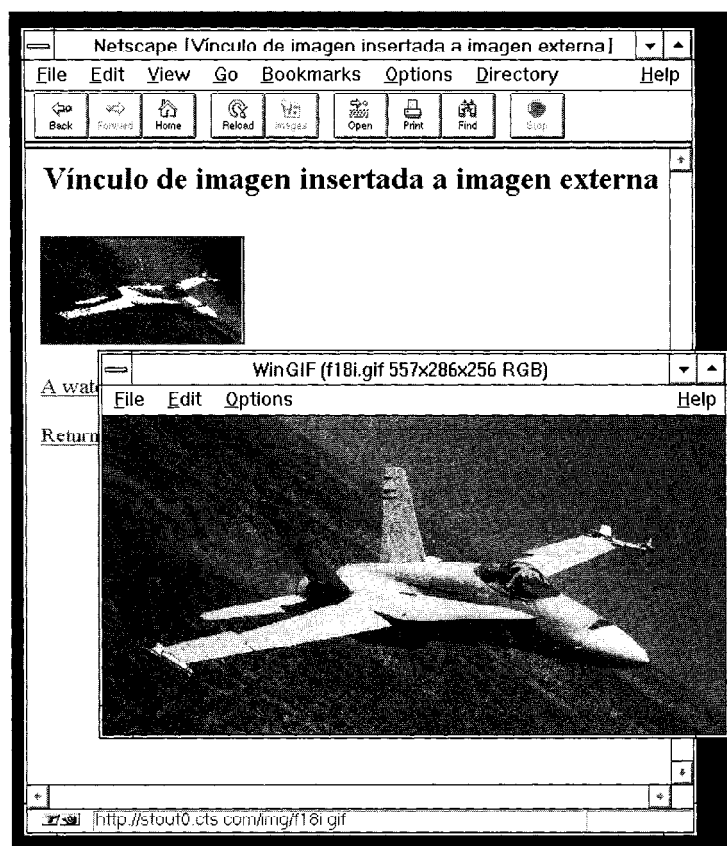 Netscape [Vínculo de imagen insertada a imagen externa]
File Edit View Go Bookmarks Options Directory Help
Back Forward Home Reload Images Open Print Find Stop
Vínculo de imagen insertada a imagen externa
A wat
Return
WinGIF (f18i.gif 557x286x256 RGB)
File Edit Options Help
http://stout0.cts.com/img/f18i.gif